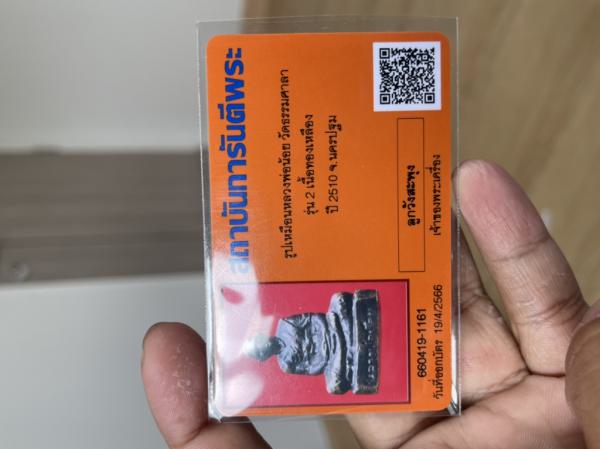 สถาบันการันตีพระ
รูปเหมือนหลวงพ่อน้อย วัดธรรมศาลา
รุ่น 2 เนื้อทองเหลือง
ปี 2510 จ.นครปฐม
ลูกวังสะพุง
เจ้าของพระเครื่อง
660419-1161
วันที่ออกบัตร 19/4/2566